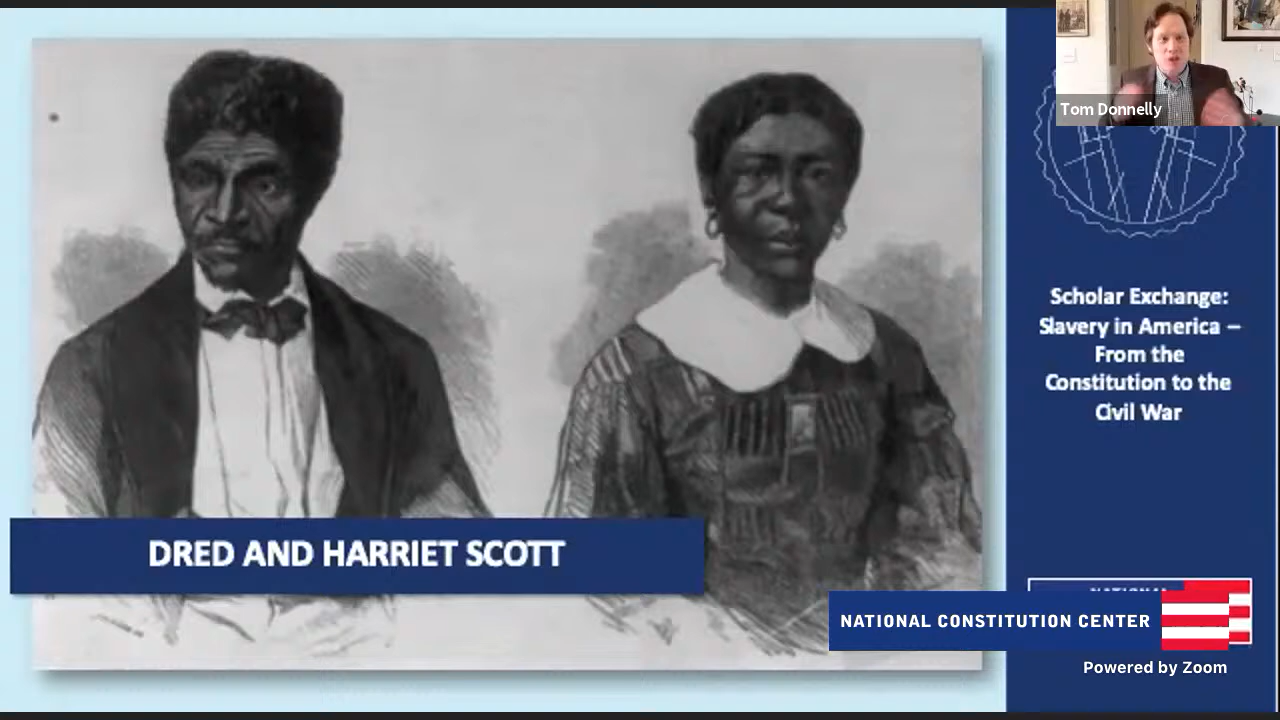 Tom Donnelly
Scholar Exchange:
Slavery in America –
From the
Constitution to the
Civil War
DRED AND HARRIET SCOTT
NATIONAL
NATIONAL CONSTITUTION CENTER
Powered by Zoom